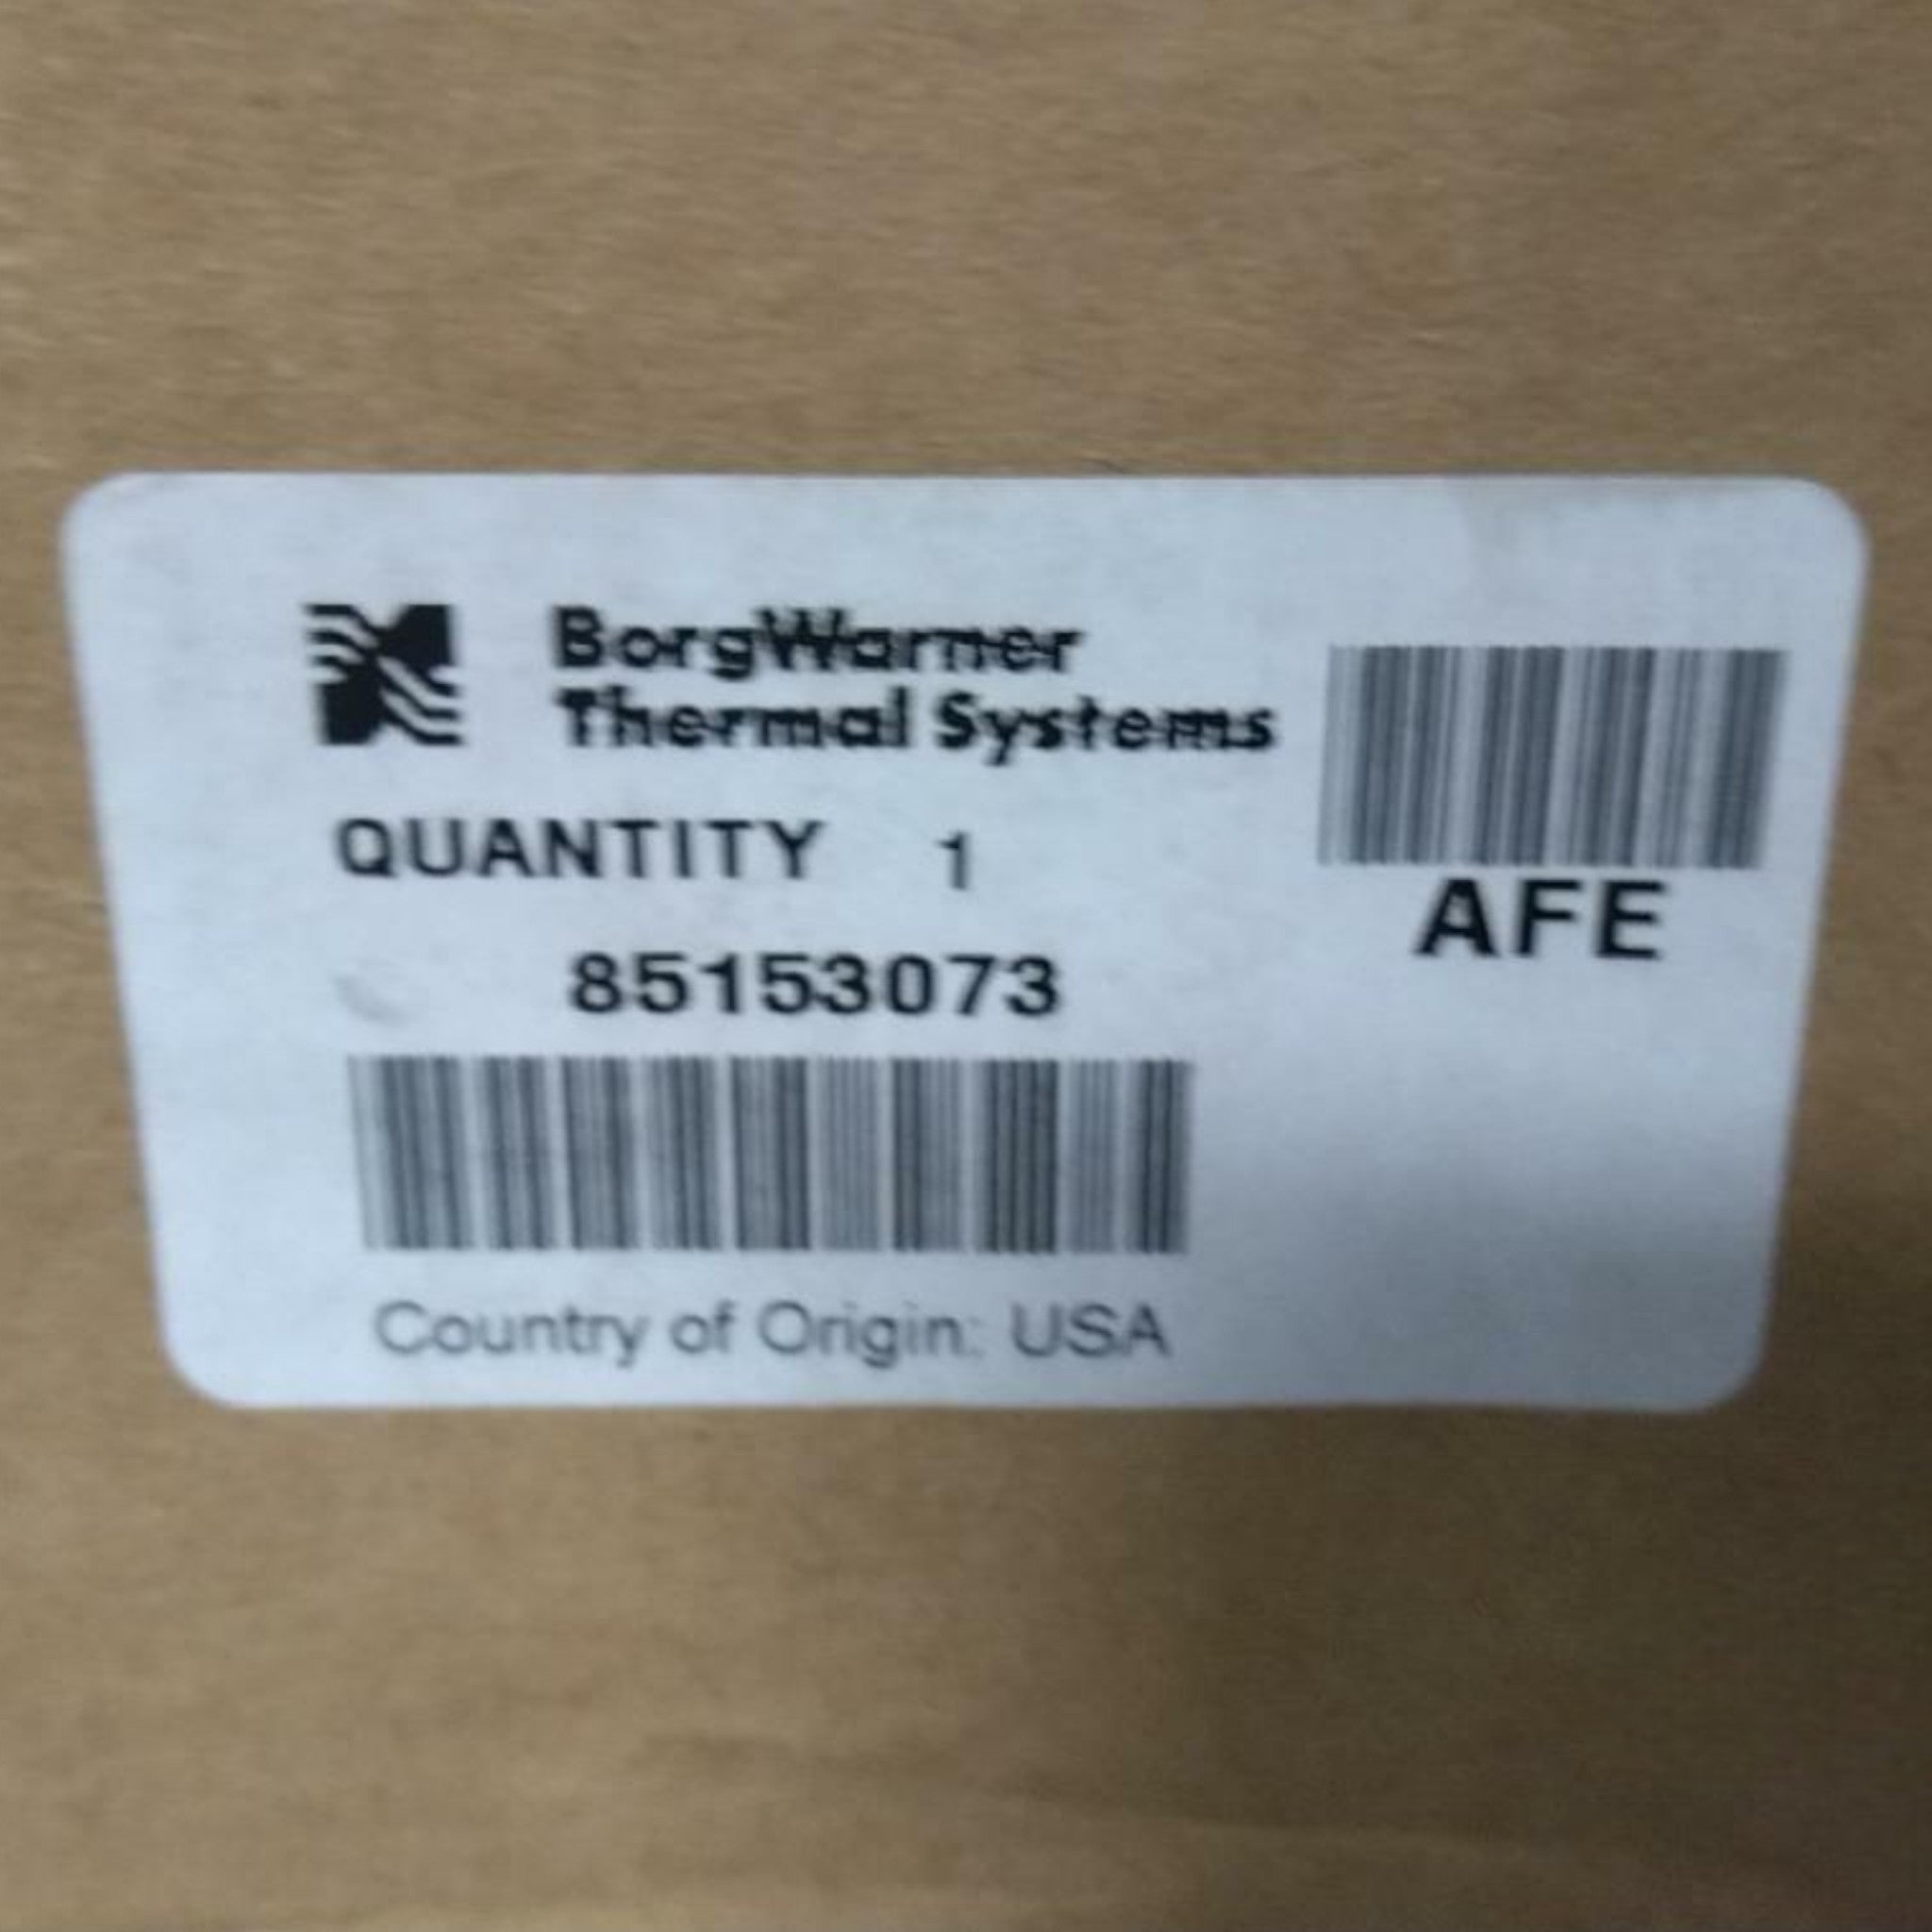 BorgWarner
Thermal Systems
QUANTITY 1
AFE
85153073
Country of Origin: USA